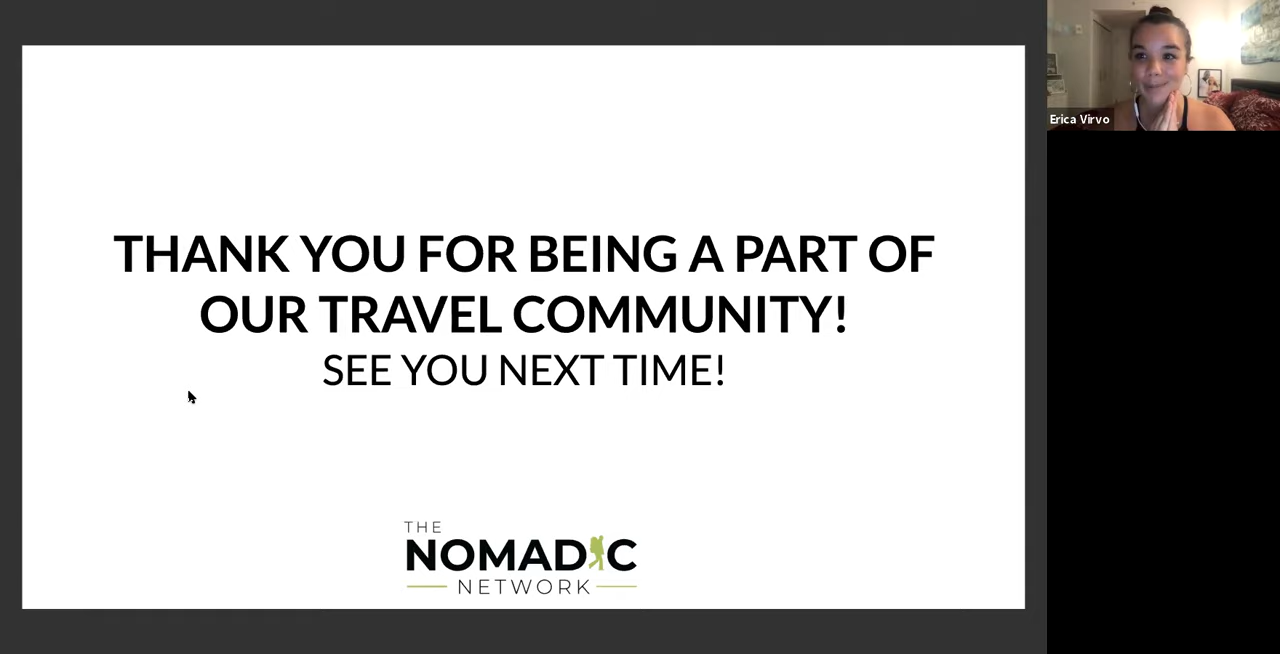 THANK YOU FOR BEING A PART OF
OUR TRAVEL COMMUNITY!
SEE YOU NEXT TIME!
THE
NOMADIC
NETWORK
Erica Virvo